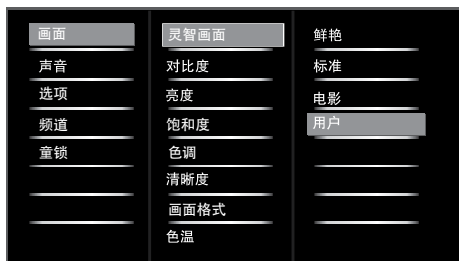 画面
声音
选项
频道
童锁
灵智画面
对比度
亮度
饱和度
色调
清晰度
画面格式
色温
鲜艳
标准
电影
用户